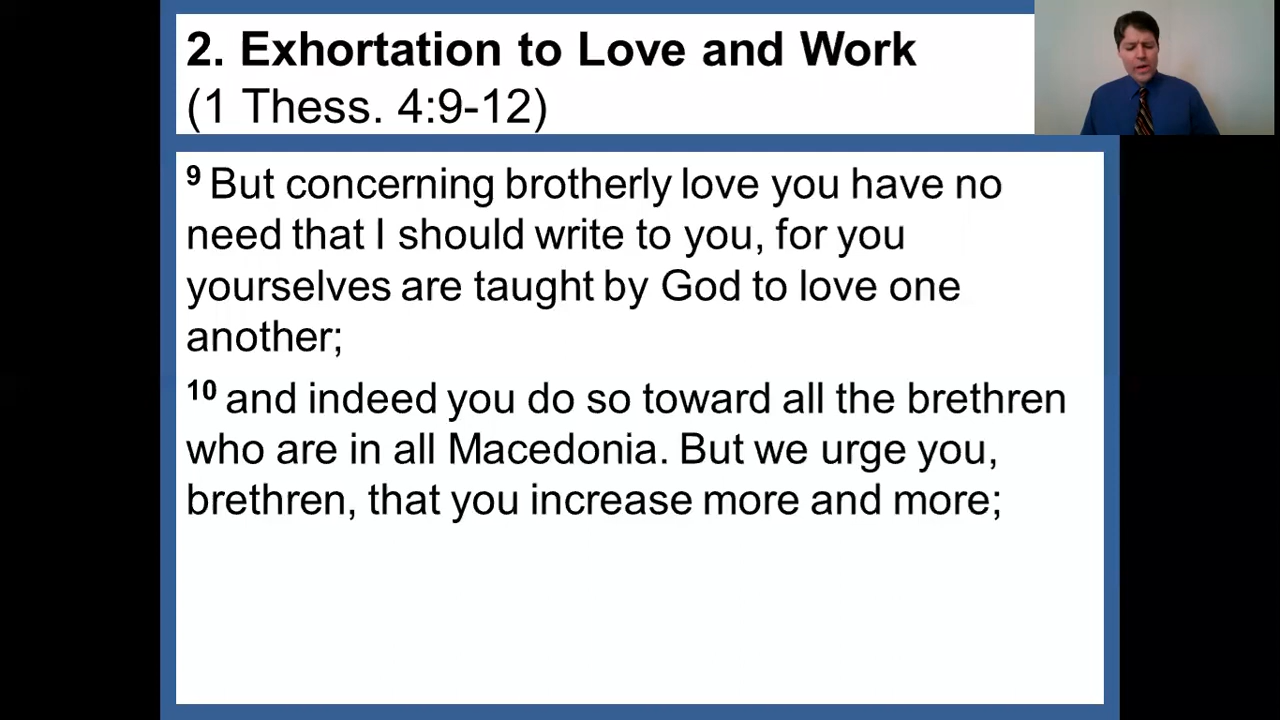 2. Exhortation to Love and Work
(1 Thess. 4:9-12)
9 But concerning brotherly love you have no
need that I should write to you, for you
yourselves are taught by God to love one
another;
10 and indeed you do so toward all the brethren
who are in all Macedonia. But we urge you,
brethren, that you increase more and more;